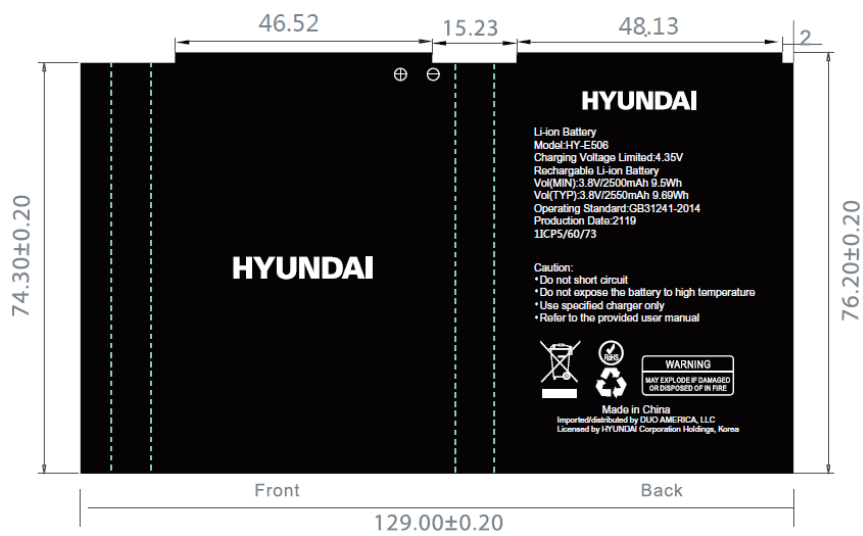 46.52
15.23
48.13
2
74.30±0.20
76.20±0.20
HYUNDAI
HYUNDAI
Li-ion Battery
Model:HY-E506
Charging Voltage Limited:4.35V
Rechargable Li-ion Battery
Vol(MIN):3.8V/2500mAh 9.5Wh
Vol(TYP):3.8V/2550mAh 9.69Wh
Operating Standard:GB31241-2014
Production Date:2119
1ICP5/60/73
Caution:
•Do not short circuit
•Do not expose the battery to high temperature
•Use specified charger only
•Refer to the provided user manual
RoHS
WARNING
MAY EXPLODE IF DAMAGED
OR DISPOSED OF IN FIRE
Made in China
Imported/distributed by DUO AMERICA, LLC
Licensed by HYUNDAI Corporation Holdings, Korea
Front
Back
129.00±0.20